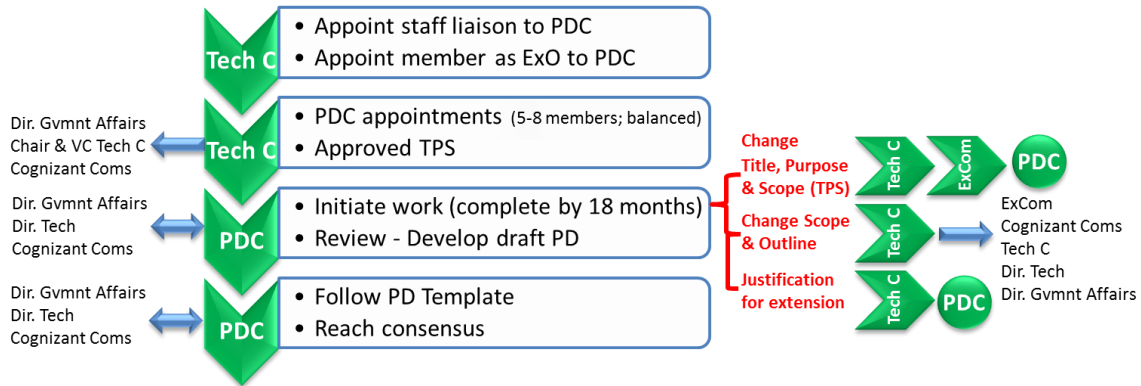 Tech C
• Appoint staff liaison to PDC
• Appoint member as ExO to PDC
Dir. Gvmnt Affairs
Chair & VC Tech C
Cognizant Coms
Tech C
• PDC appointments (5-8 members; balanced)
• Approved TPS
Dir. Gvmnt Affairs
Dir. Tech
Cognizant Coms
PDC
• Initiate work (complete by 18 months)
• Review - Develop draft PD
Dir. Gvmnt Affairs
Dir. Tech
Cognizant Coms
PDC
• Follow PD Template
• Reach consensus
Change
Title, Purpose
& Scope (TPS)
Tech C
ExCom
PDC
Change Scope
& Outline
Tech C
ExCom
Cognizant Coms
Tech C
Dir. Tech
Dir. Gvmnt Affairs
Justification
for extension
Tech C
PDC